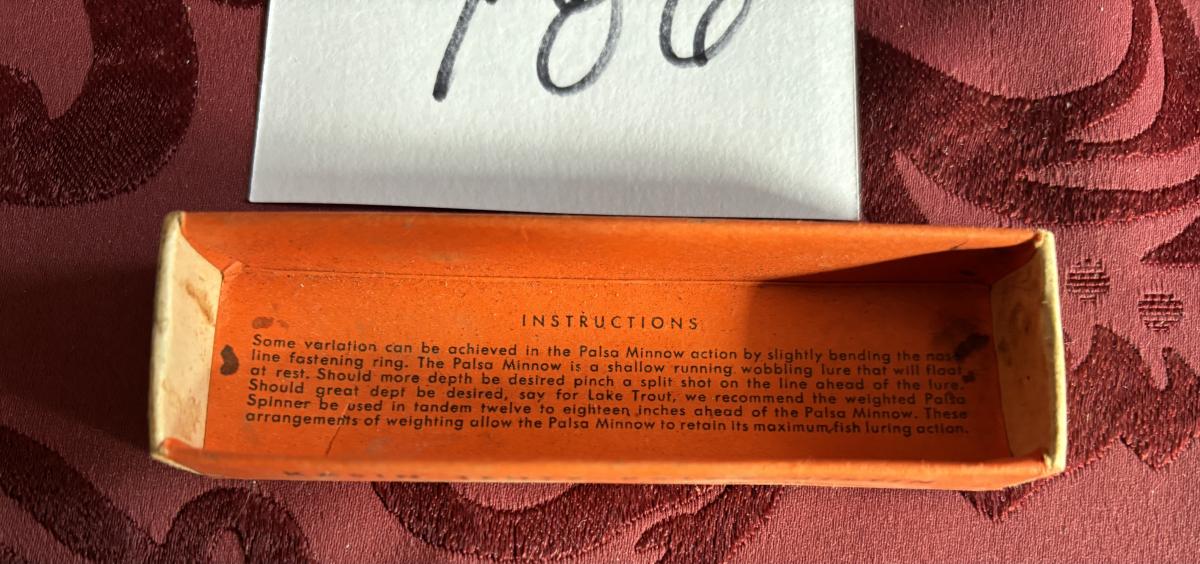 786
INSTRUCTIONS
Some variation can be achieved in the Palsa Minnow action by slightly bending the nose
line fastening ring. The Palsa Minnow is a shallow running wobbling lure that will float
at rest. Should more depth be desired pinch a split shot on the line ahead of the lure.
Should great dept be desired, say for Lake Trout, we recommend the weighted Palsa
Spinner be used in tandem twelve to eighteen inches ahead of the Palsa Minnow. These
arrangements of weighting allow the Palsa Minnow to retain its maximum fish luring action.